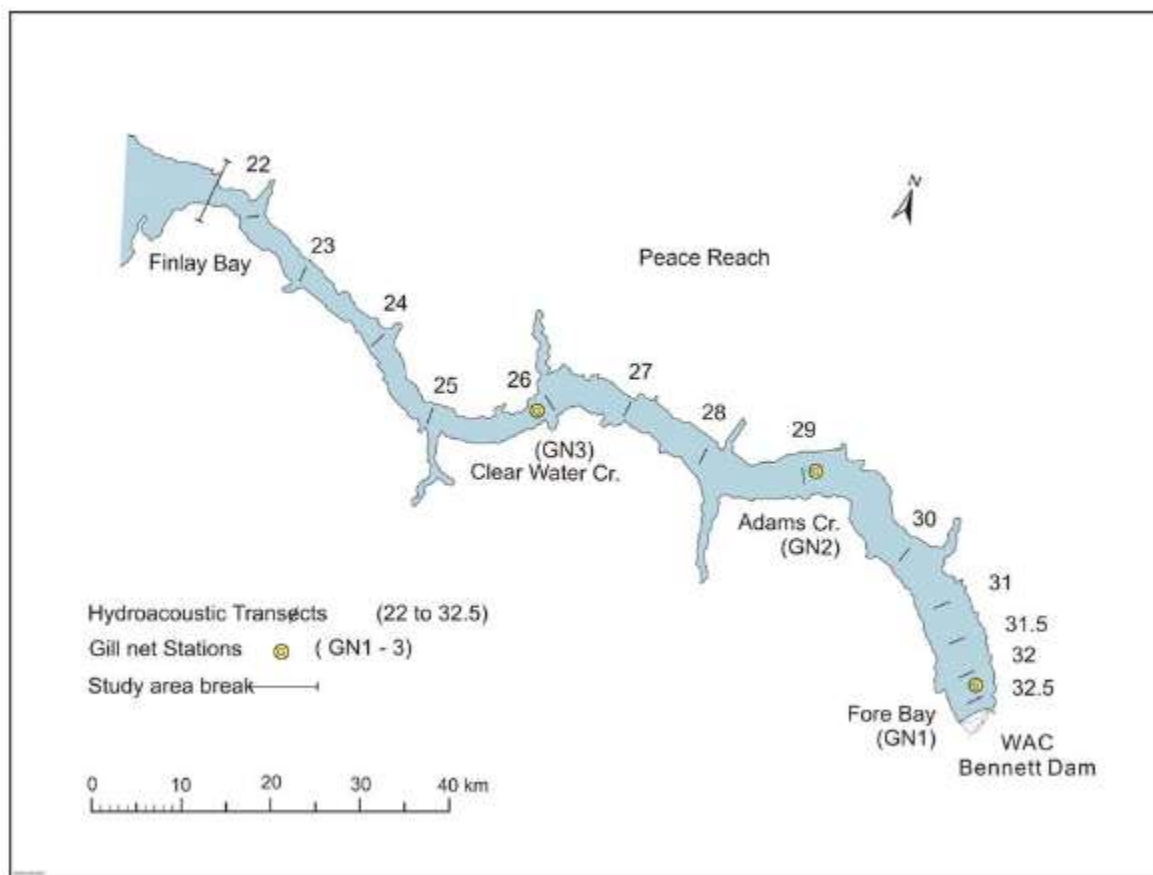 22
N
23
Peace Reach
Finlay Bay
24
25
26
27
28
29
(GN3)
Clear Water Cr.
Adams Cr.
(GN2)
30
31
31.5
32
32.5
Hydroacoustic Transects (22 to 32.5)
Gill net Stations ( GN1 - 3)
Study area break
Fore Bay
(GN1)
WAC
Bennett Dam
0 10 20 30 40 km